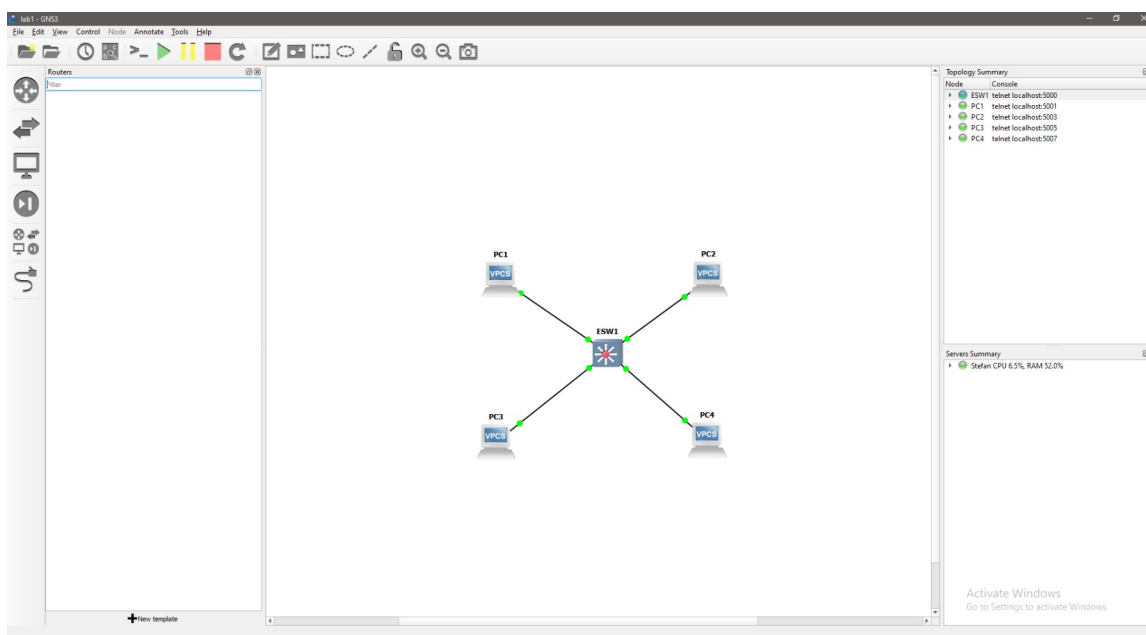 lab1 - GNS3
File Edit View Control Node Annotate Tools Help
Routers
Filter
New template
PC1
VPCS
PC2
VPCS
ESW1
PC3
VPCS
PC4
VPCS
Topology Summary
Node Console
ESW1 telnet localhost:5000
PC1 telnet localhost:5001
PC2 telnet localhost:5003
PC3 telnet localhost:5005
PC4 telnet localhost:5007
Servers Summary
Stefan CPU 6.5%, RAM 52.0%
Activate Windows
Go to Settings to activate Windows.